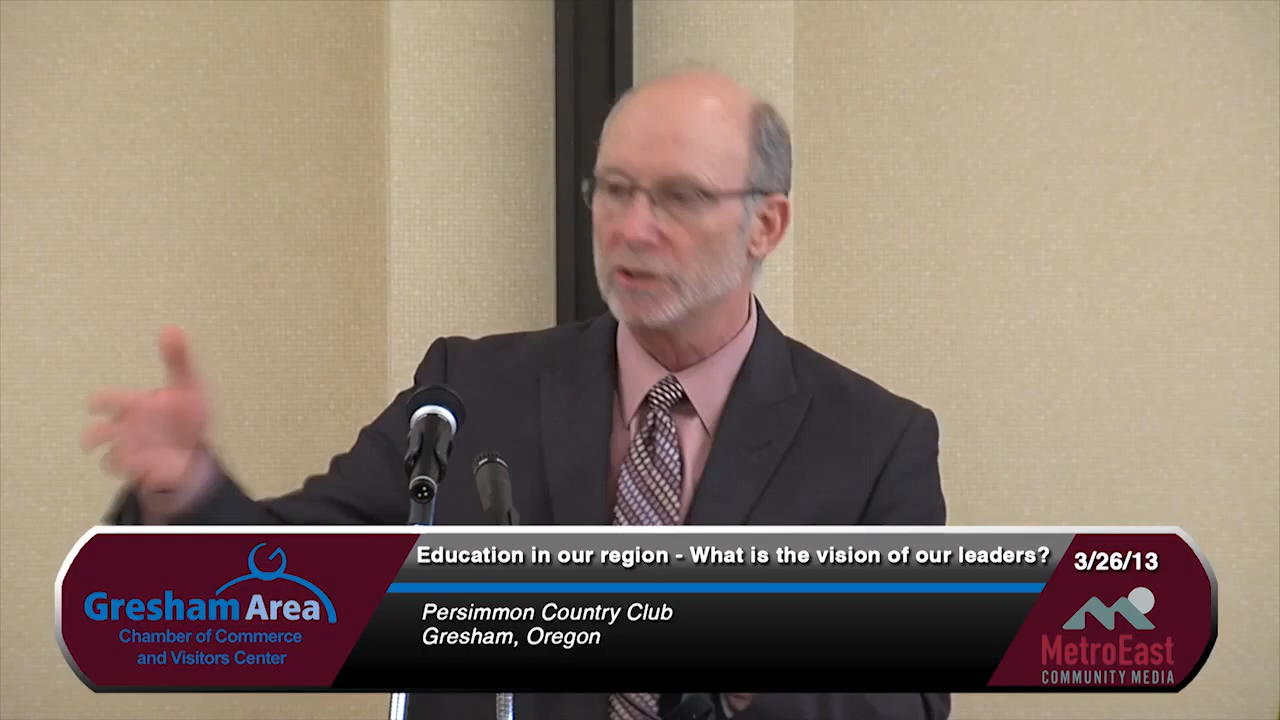 Education in our region - What is the vision of our leaders?
3/26/13
Gresham Area
Chamber of Commerce
and Visitors Center
Persimmon Country Club
Gresham, Oregon
MetroEast
COMMUNITY MEDIA